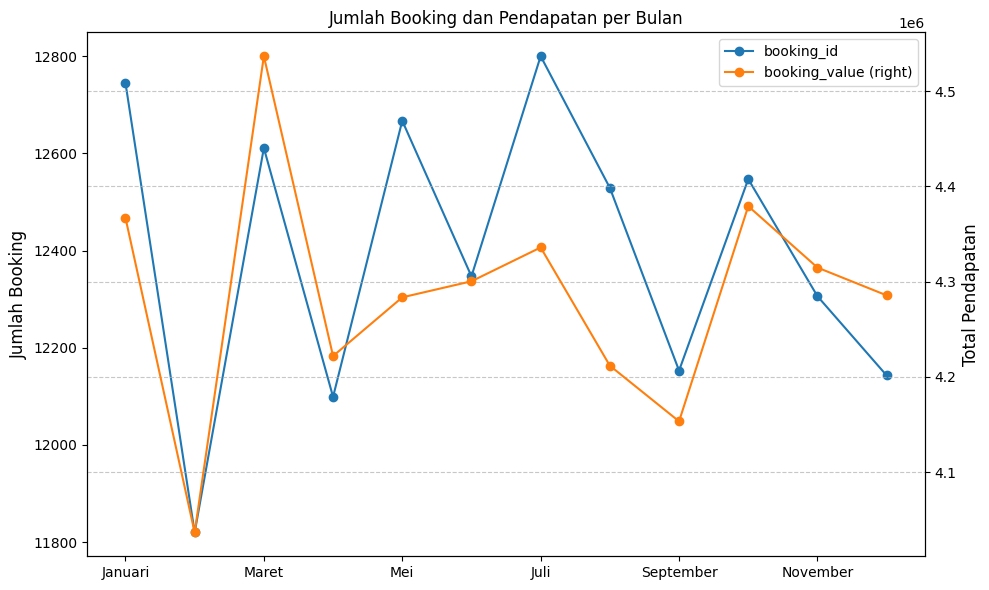 Jumlah Booking dan Pendapatan per Bulan
1e6
booking_id
booking_value (right)
12800
12600
12400
12200
12000
11800
Jumlah Booking
4.5
4.4
4.3
4.2
4.1
Total Pendapatan
Januari
Maret
Mei
Juli
September
November